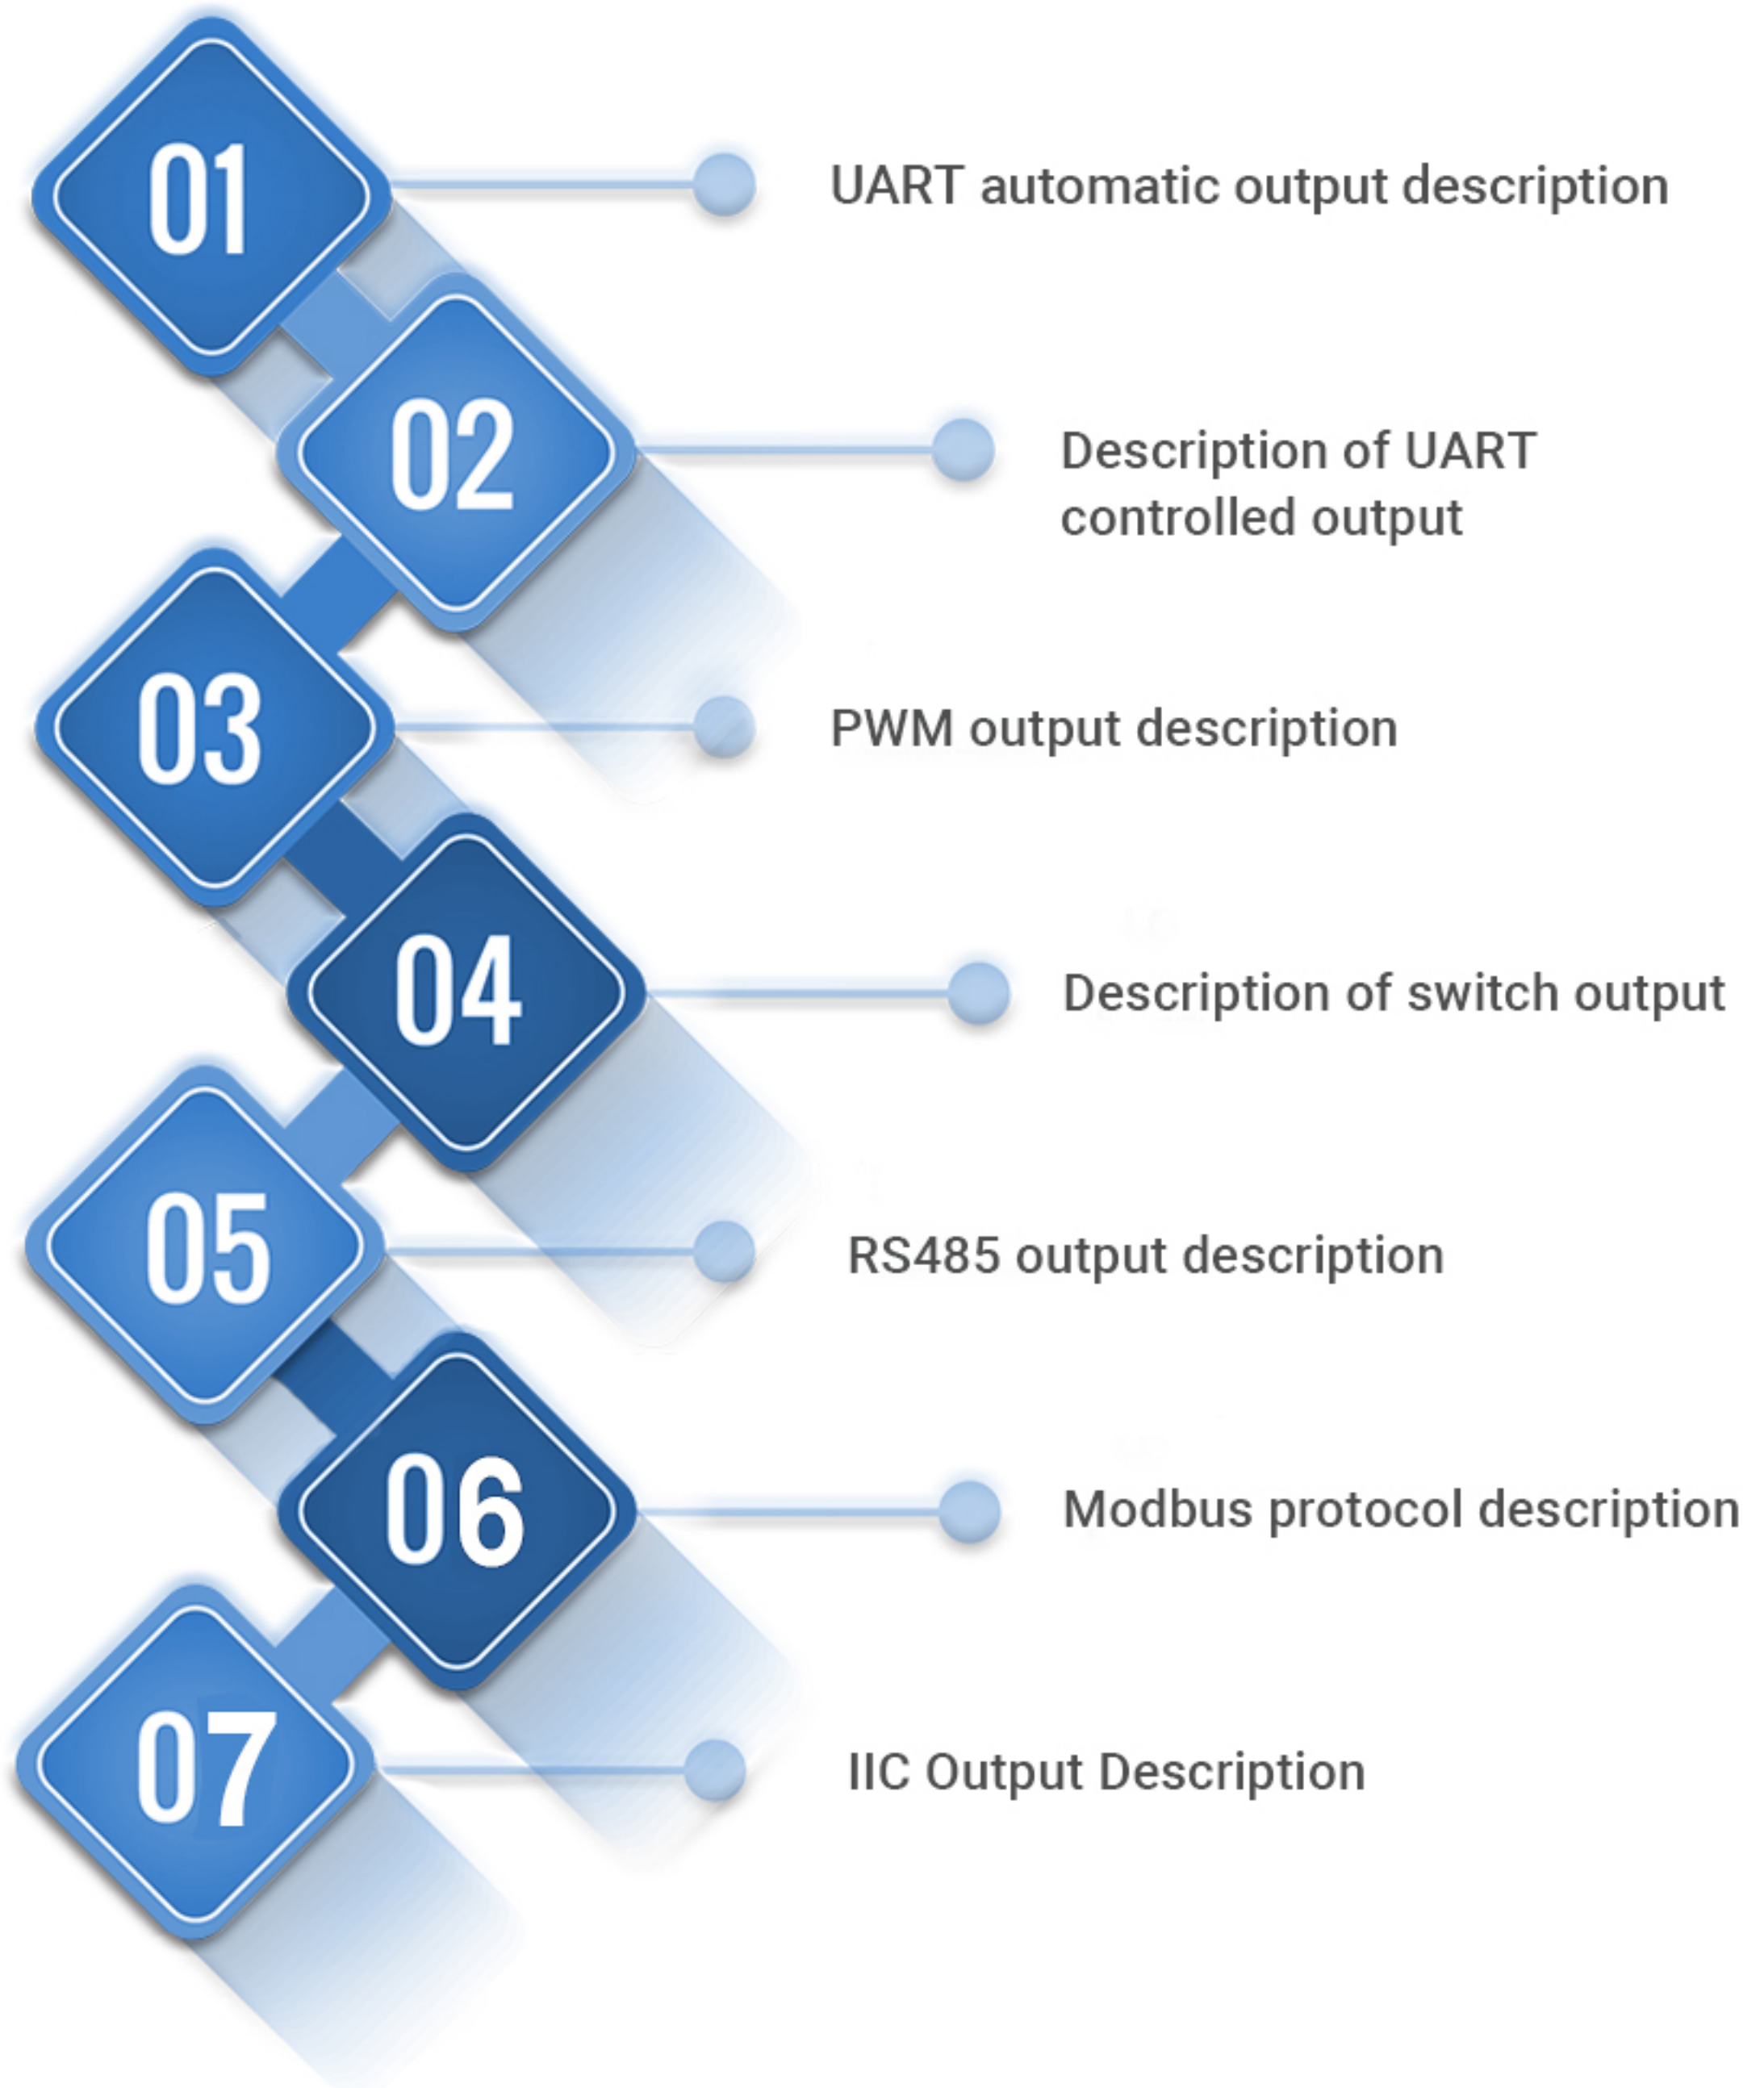 01
UART automatic output description
02
Description of UART
controlled output
03
PWM output description
04
Description of switch output
05
RS485 output description
06
Modbus protocol description
07
IIC Output Description